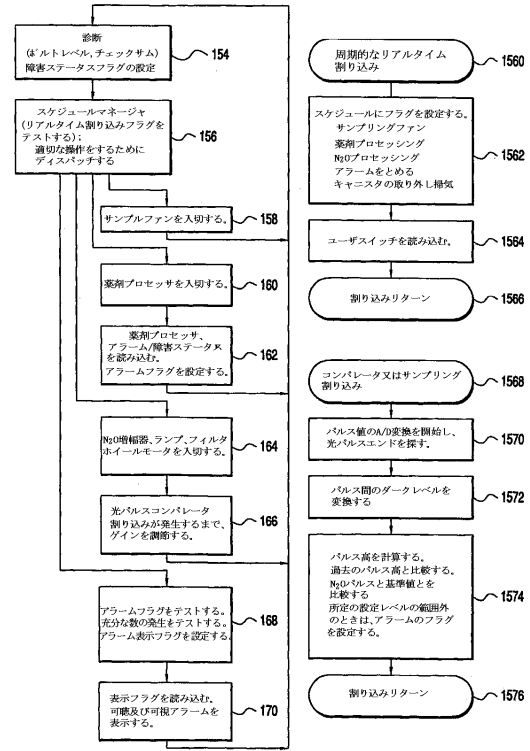 診断
(ボルトレベル,チェックサム)
障害ステータスフラグの設定
154
スケジュールマネージャ
(リアルタイム割り込みフラグを
テストする);
適切な操作をするために
ディスパッチする
156
サンプルファンを入切する。
158
薬剤プロセッサを入切する。
160
薬剤プロセッサ、
アラーム/障害ステータス
を読み込む。
アラームフラグを設定する。
162
N₂O増幅器、ランプ、フィルタ
ホイールモータを入切する。
164
光パルスコンパレータ
割り込みが発生するまで、
ゲインを調節する。
166
アラームフラグをテストする。
充分な数の発生をテストする。
アラーム表示フラグを設定する。
168
表示フラグを読み込む。
可聴及び可視アラームを
表示する。
170
周期的なリアルタイム
割り込み
1560
スケジュールにフラグを設定する。
サンプリングファン
薬剤プロセッシング
N₂Oプロセッシング
アラームをとめる
キャニスタの取り外し掃気
1562
ユーザスイッチを読み込む。
1564
割り込みリターン
1566
コンパレータ又はサンプリング
割り込み
1568
パルス値のA/D変換を開始し、
光パルスエンドを探す。
1570
パルス間のダークレベルを
変換する
1572
パルス高を計算する。
過去のパルス高と比較する。
N₂Oパルスと基準値とを
比較する
所定の設定レベルの範囲外
のときは、アラームのフラグ
を設定する。
1574
割り込みリターン
1576